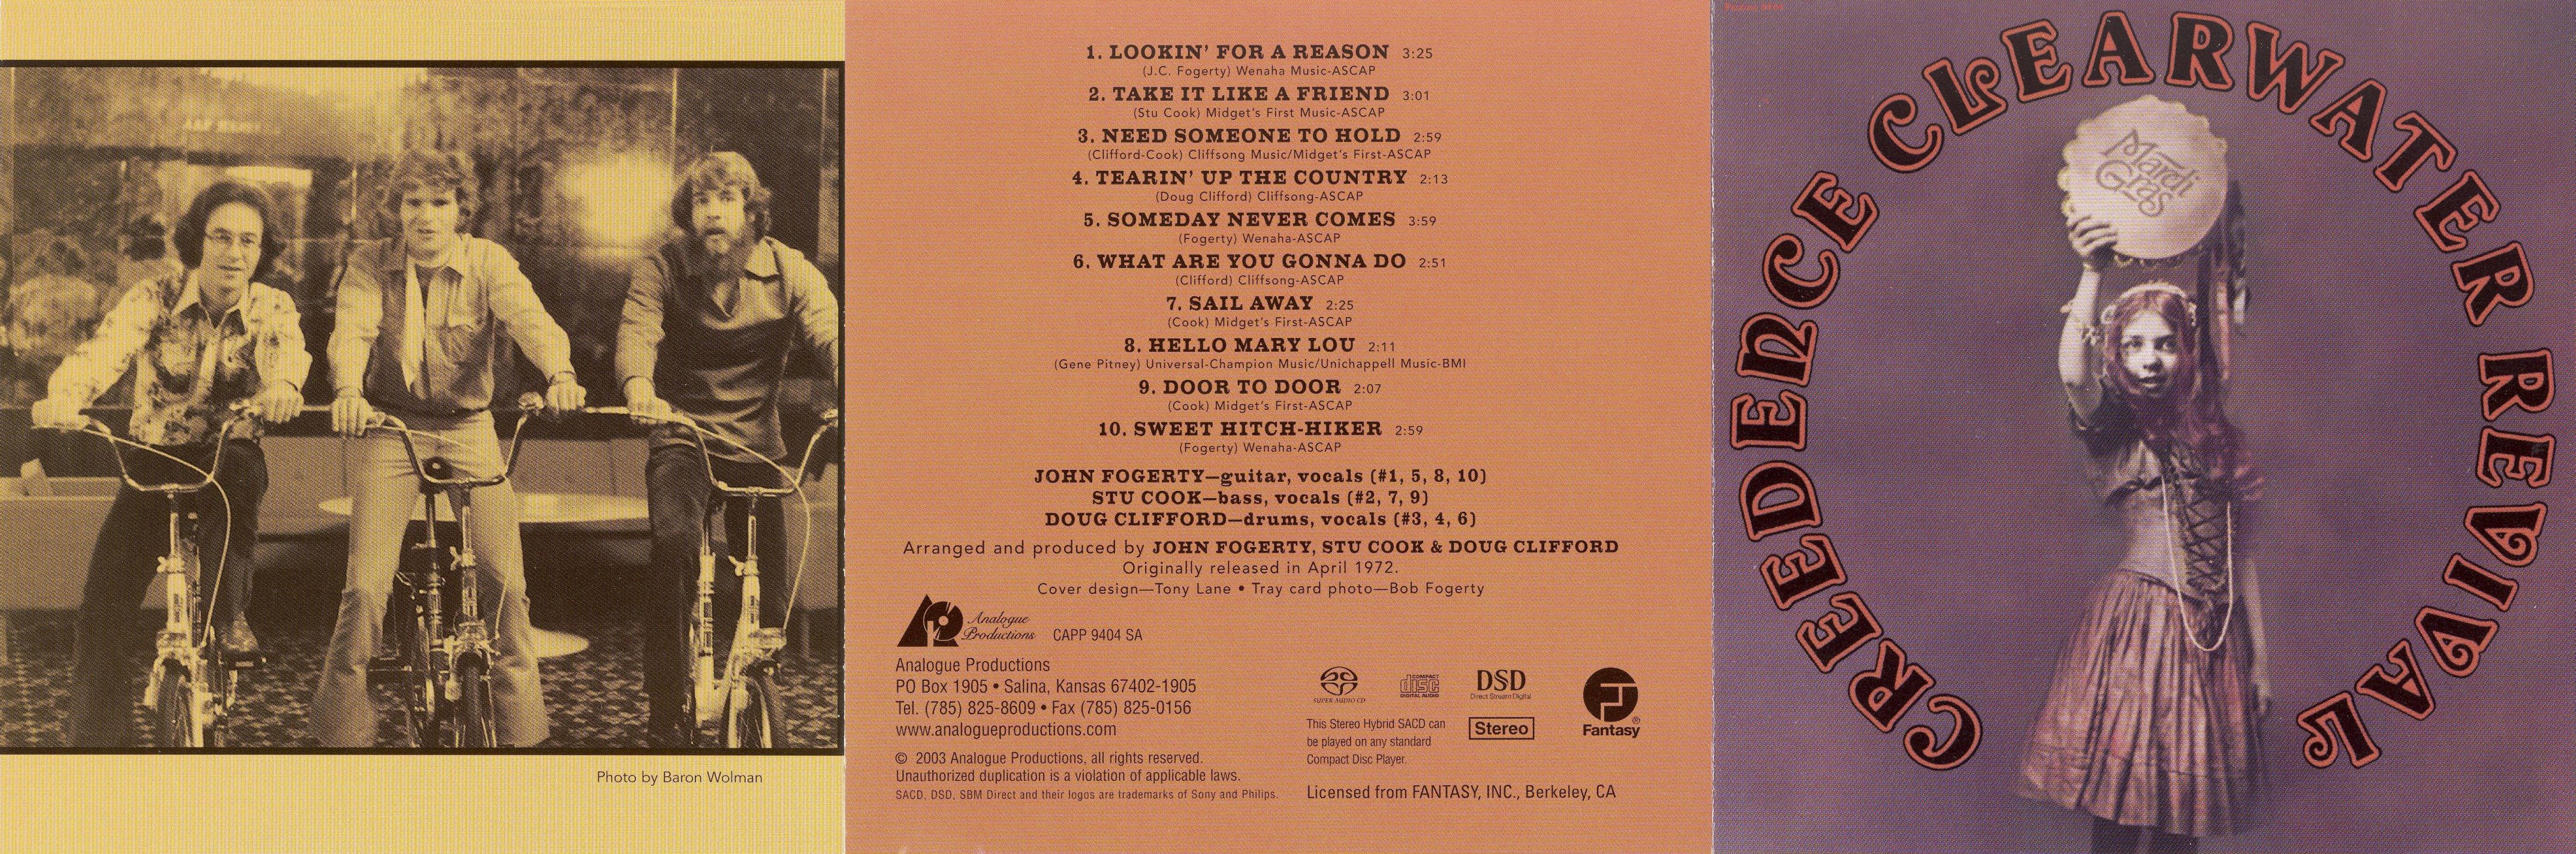 Photo by Baron Wolman
1. LOOKIN' FOR A REASON 3:25
(J.C. Fogerty) Wenaha Music-ASCAP
2. TAKE IT LIKE A FRIEND 3:01
(Stu Cook) Midget's First Music-ASCAP
3. NEED SOMEONE TO HOLD 2:59
(Clifford-Cook) Cliffsong Music/Midget's First-ASCAP
4. TEARIN' UP THE COUNTRY 2:13
(Doug Clifford) Cliffsong-ASCAP
5. SOMEDAY NEVER COMES 3:59
(Fogerty) Wenaha-ASCAP
6. WHAT ARE YOU GONNA DO 2:51
(Clifford) Cliffsong-ASCAP
7. SAIL AWAY 2:25
(Cook) Midget's First-ASCAP
8. HELLO MARY LOU 2:11
(Gene Pitney) Universal-Champion Music/Unichappell Music-BMI
9. DOOR TO DOOR 2:07
(Cook) Midget's First-ASCAP
10. SWEET HITCH-HIKER 2:59
(Fogerty) Wenaha-ASCAP
JOHN FOGERTY—guitar, vocals (#1, 5, 8, 10)
STU COOK—bass, vocals (#2, 7, 9)
DOUG CLIFFORD—drums, vocals (#3, 4, 6)
Arranged and produced by JOHN FOGERTY, STU COOK & DOUG CLIFFORD
Originally released in April 1972.
Cover design—Tony Lane • Tray card photo—Bob Fogerty
Analogue
Productions
CAPP 9404 SA
Analogue Productions
PO Box 1905 • Salina, Kansas 67402-1905
Tel. (785) 825-8609 • Fax (785) 825-0156
www.analogueproductions.com
© 2003 Analogue Productions, all rights reserved.
Unauthorized duplication is a violation of applicable laws.
SACD, DSD, SBM Direct and their logos are trademarks of Sony and Philips.
SUPER AUDIO CD
COMPACT
disc
DIGITAL AUDIO
DSD
Direct Stream Digital
This Stereo Hybrid SACD can
be played on any standard
Compact Disc Player.
Stereo
Fantasy®
Licensed from FANTASY, INC., Berkeley, CA
Fantasy 9404
CREEDENCE CLEARWATER REVIVAL
Mardi
Gras